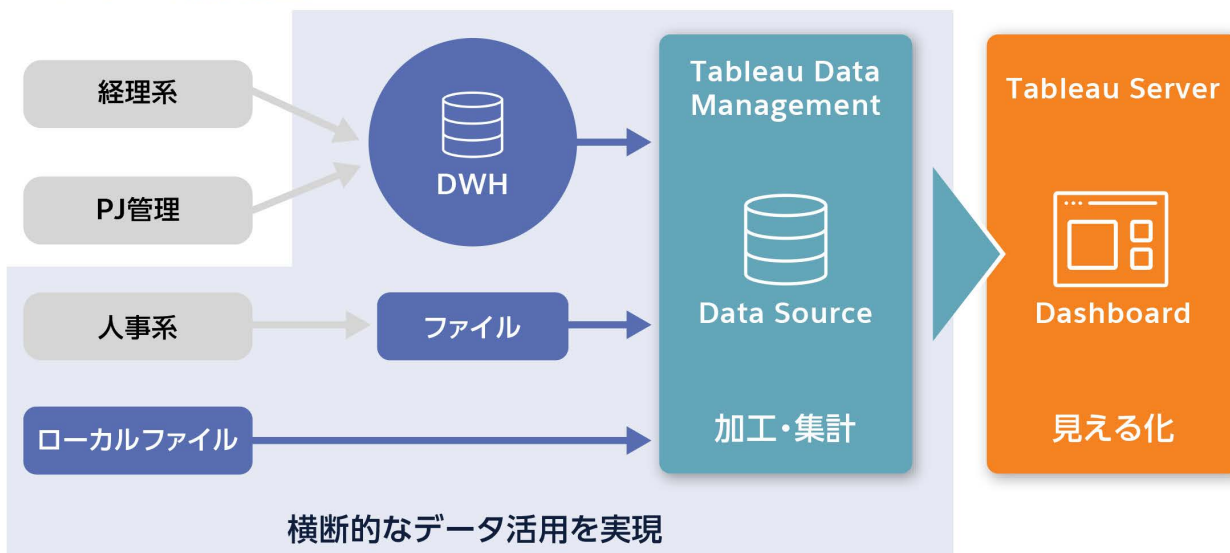 経理系
PJ管理
DWH
人事系
ファイル
ローカルファイル
Tableau Data
Management
Data Source
加工・集計
Tableau Server
Dashboard
見える化
横断的なデータ活用を実現